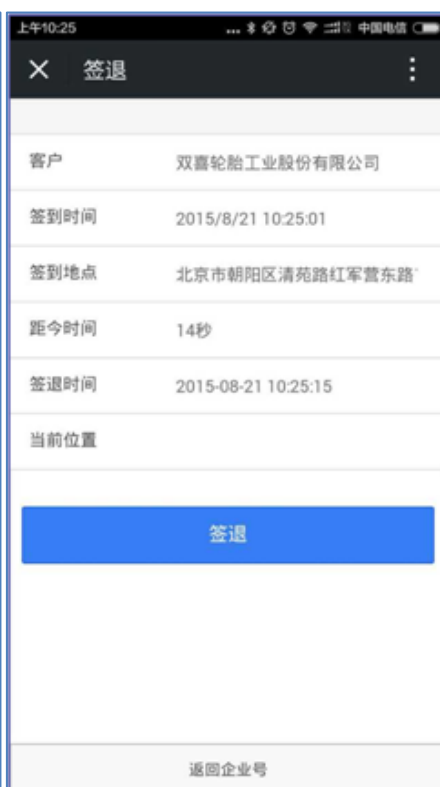 上午10:25 ... 中国电信
签退
客户 双喜轮胎工业股份有限公司
签到时间 2015/8/21 10:25:01
签到地点 北京市朝阳区清苑路红军营东路
距今时间 14秒
签退时间 2015-08-21 10:25:15
当前位置
签退
返回企业号